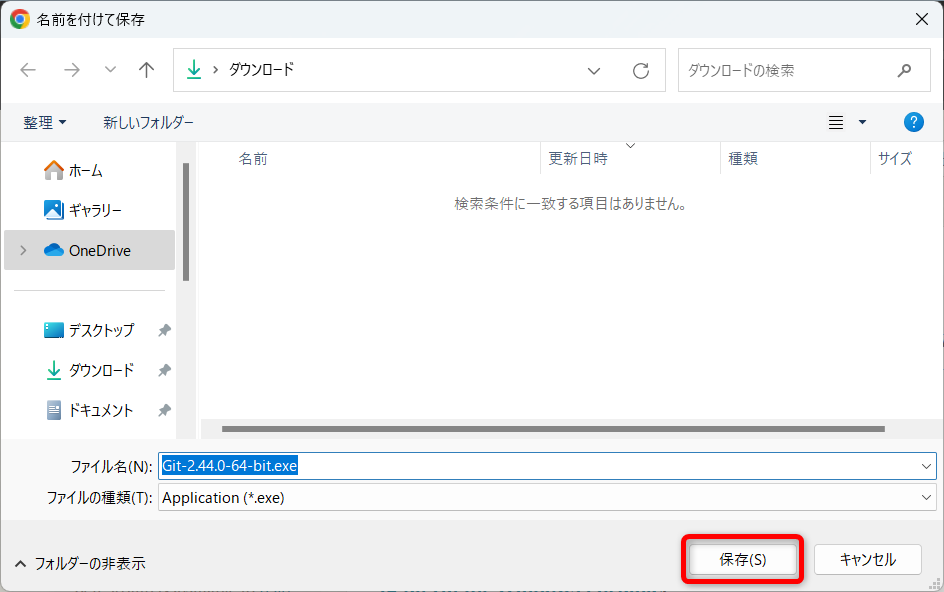 名前を付けて保存
ダウンロード
ダウンロードの検索
整理
新しいフォルダー
名前
更新日時
種類
サイズ
検索条件に一致する項目はありません。
ホーム
ギャラリー
OneDrive
デスクトップ
ダウンロード
ドキュメント
ファイル名(N):
Git-2.44.0-64-bit.exe
ファイルの種類(T):
Application (*.exe)
フォルダーの非表示
保存(S)
キャンセル